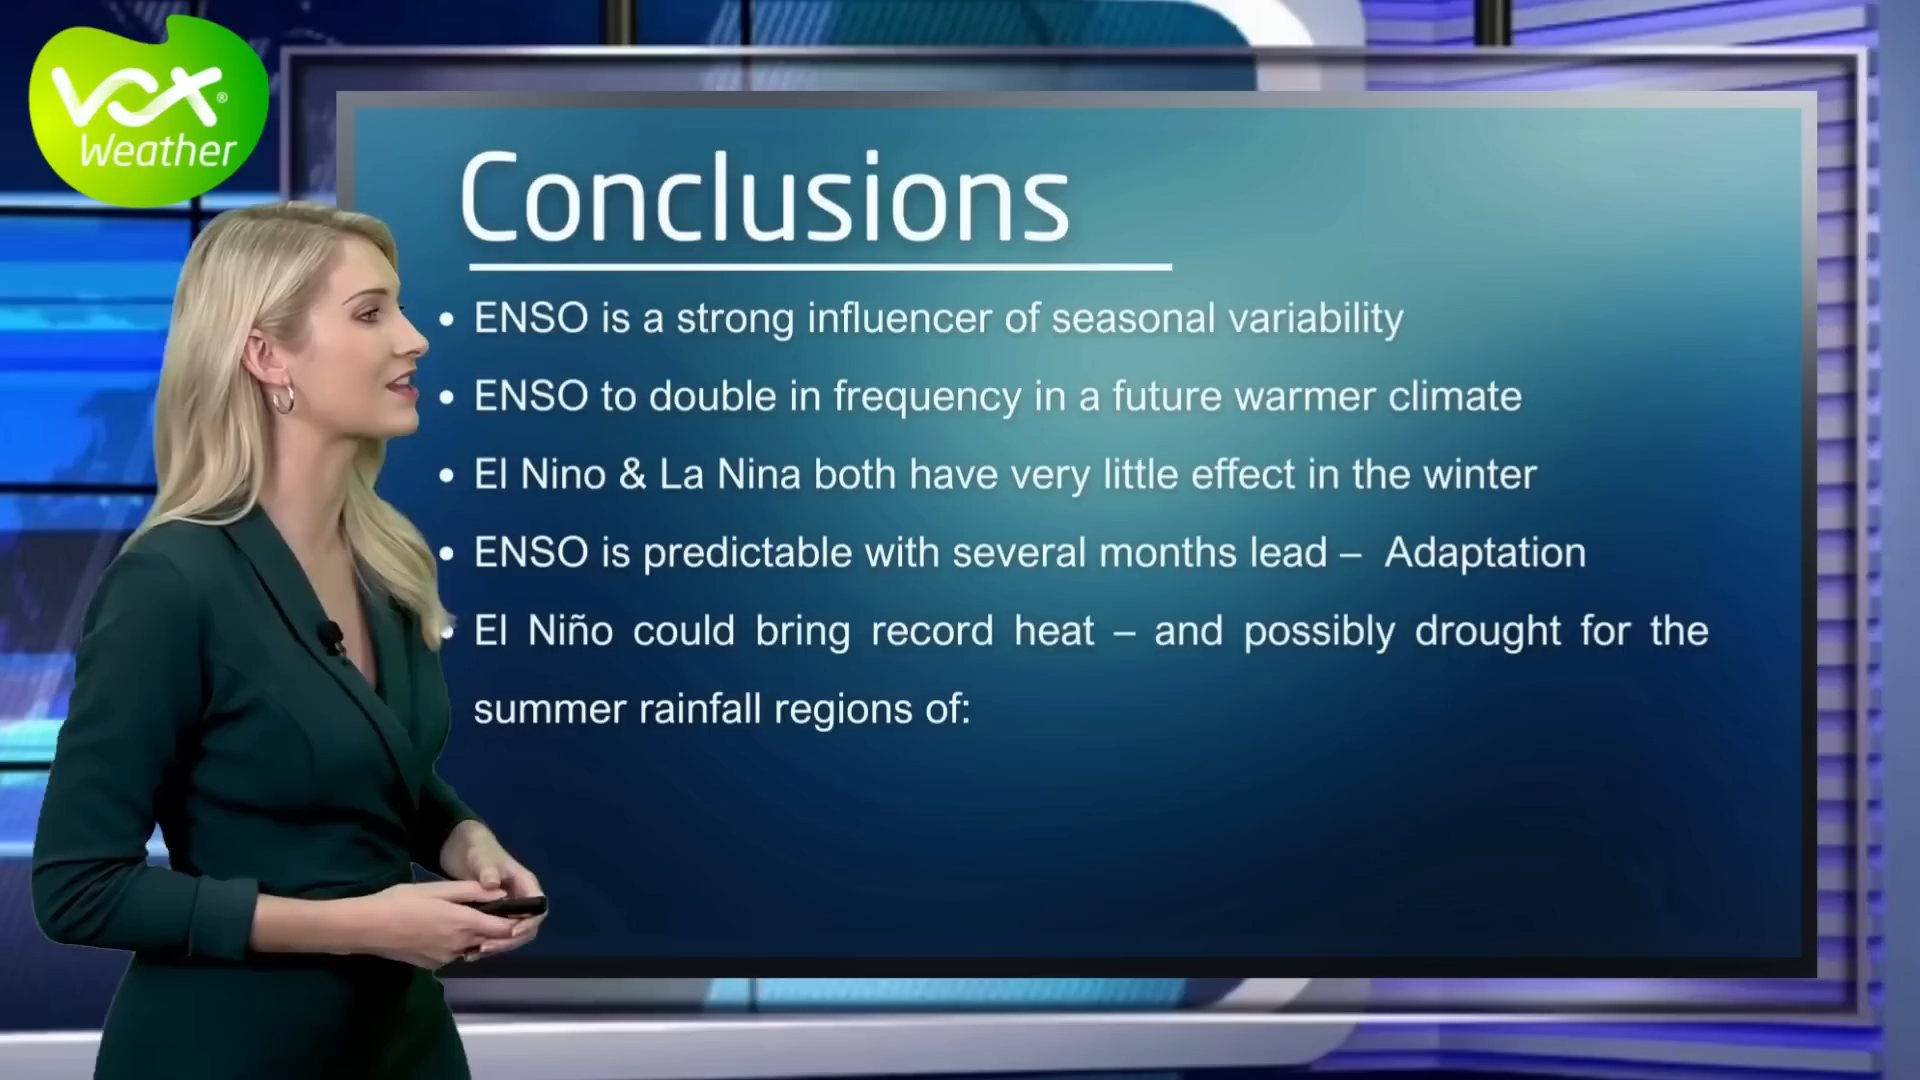 vox®
Weather
Conclusions
• ENSO is a strong influencer of seasonal variability
• ENSO to double in frequency in a future warmer climate
• El Nino & La Nina both have very little effect in the winter
• ENSO is predictable with several months lead – Adaptation
• El Niño could bring record heat – and possibly drought for the
summer rainfall regions of: